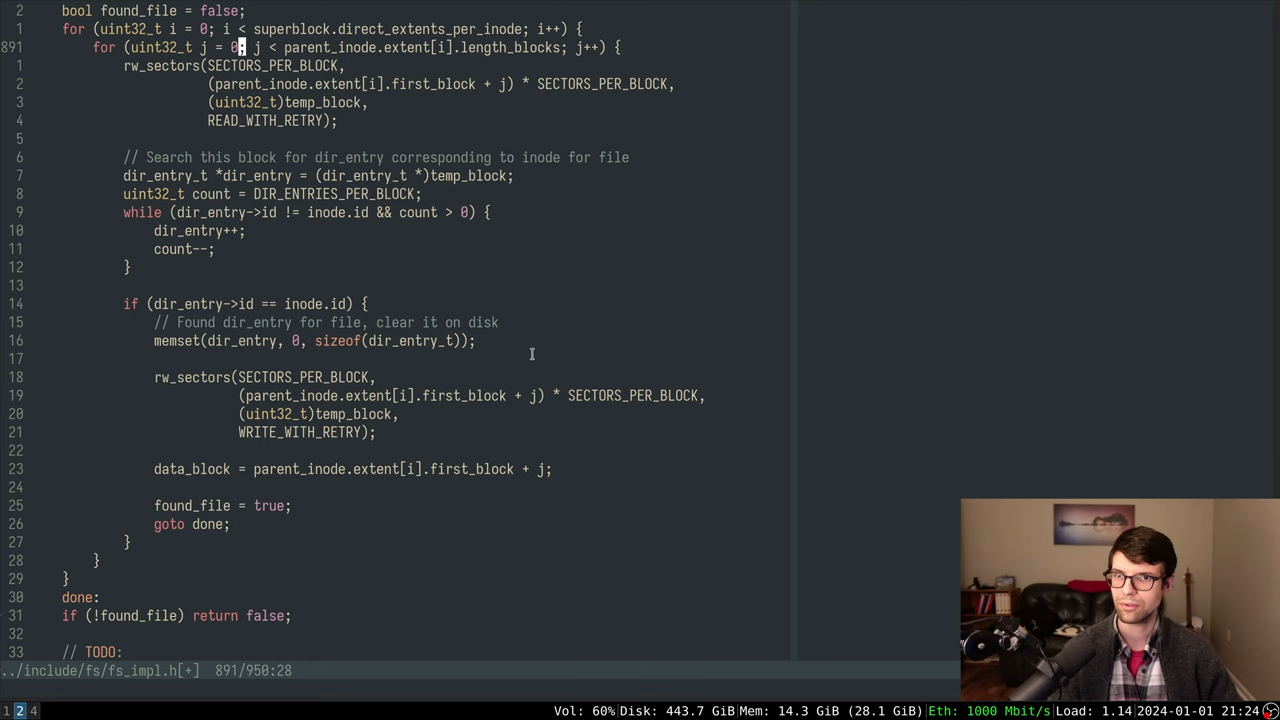 2 bool found_file = false;
1 for (uint32_t i = 0; i < superblock.direct_extents_per_inode; i++) {
891 for (uint32_t j = 0; j < parent_inode.extent[i].length_blocks; j++) {
1 rw_sectors(SECTORS_PER_BLOCK,
2 (parent_inode.extent[i].first_block + j) * SECTORS_PER_BLOCK,
3 (uint32_t)temp_block,
4 READ_WITH_RETRY);
5
6 // Search this block for dir_entry corresponding to inode for file
7 dir_entry_t *dir_entry = (dir_entry_t *)temp_block;
8 uint32_t count = DIR_ENTRIES_PER_BLOCK;
9 while (dir_entry->id != inode.id && count > 0) {
10 dir_entry++;
11 count--;
12 }
13
14 if (dir_entry->id == inode.id) {
15 // Found dir_entry for file, clear it on disk
16 memset(dir_entry, 0, sizeof(dir_entry_t));
17
18 rw_sectors(SECTORS_PER_BLOCK,
19 (parent_inode.extent[i].first_block + j) * SECTORS_PER_BLOCK,
20 (uint32_t)temp_block,
21 WRITE_WITH_RETRY);
22
23 data_block = parent_inode.extent[i].first_block + j;
24
25 found_file = true;
26 goto done;
27 }
28 }
29 }
30 done:
31 if (!found_file) return false;
32
33 // TODO:
../include/fs/fs_impl.h[+] 891/950:28
1 2 4 Vol: 60%|Disk: 443.7 GiB|Mem: 14.3 GiB (28.1 GiB)|Eth: 1000 Mbit/s|Load: 1.14|2024-01-01 21:24